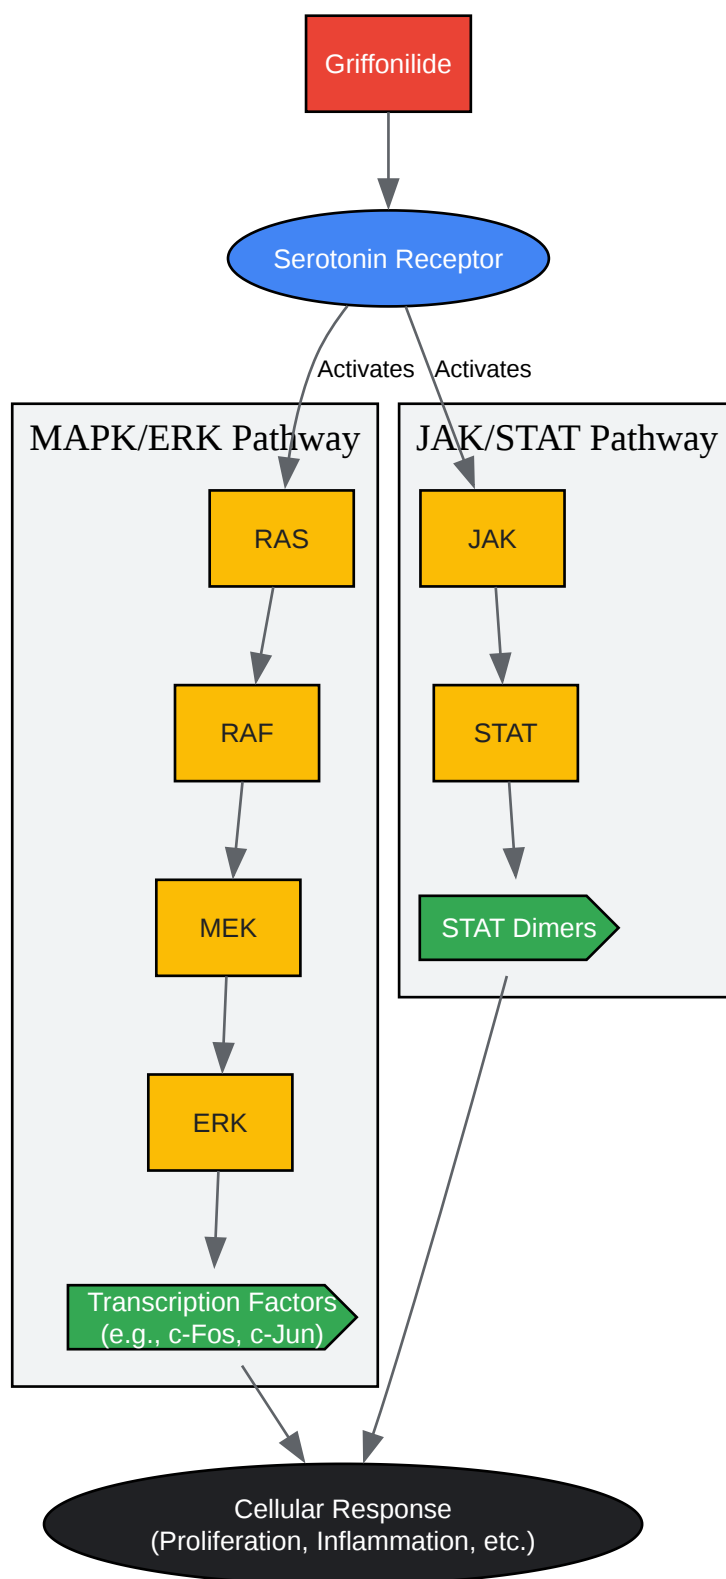 Griffonilide
Serotonin Receptor
Activates
Activates
MAPK/ERK Pathway
JAK/STAT Pathway
RAS
JAK
RAF
STAT
MEK
STAT Dimers
ERK
Transcription Factors
(e.g., c-Fos, c-Jun)
Cellular Response
(Proliferation, Inflammation, etc.)